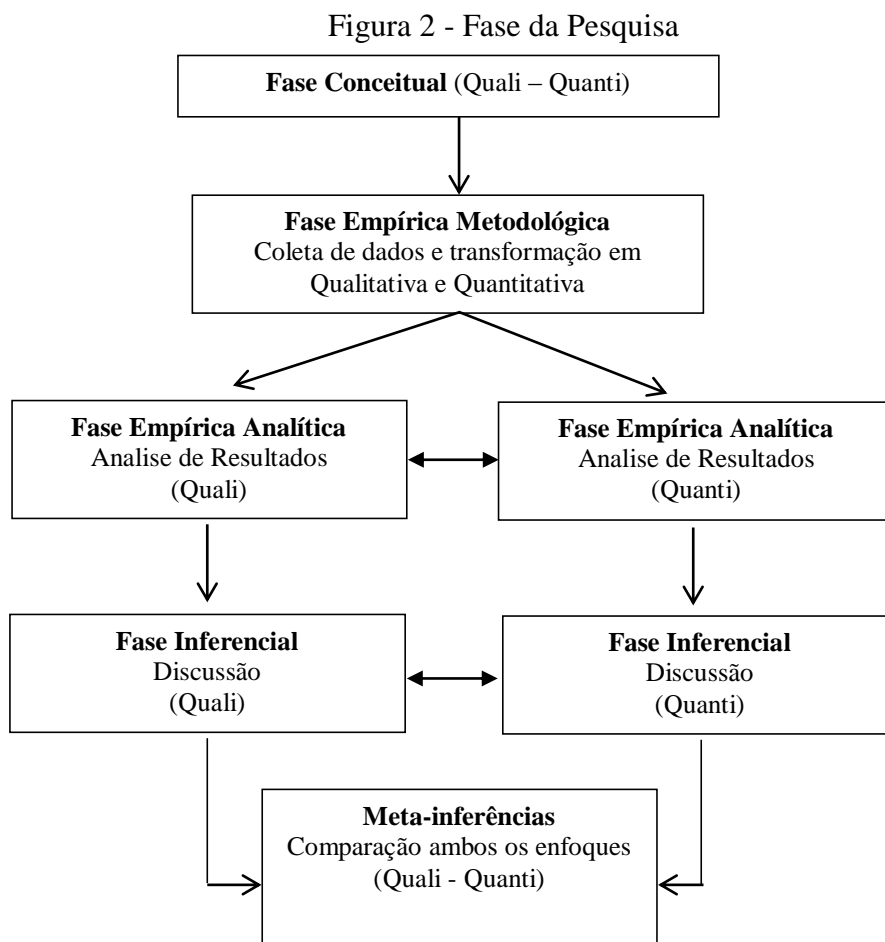 Figura 2 - Fase da Pesquisa
Fase Conceitual (Quali – Quanti)
Fase Empírica Metodológica
Coleta de dados e transformação em
Qualitativa e Quantitativa
Fase Empírica Analítica
Analise de Resultados
(Quali)
Fase Empírica Analítica
Analise de Resultados
(Quanti)
Fase Inferencial
Discussão
(Quali)
Fase Inferencial
Discussão
(Quanti)
Meta-inferências
Comparação ambos os enfoques
(Quali - Quanti)